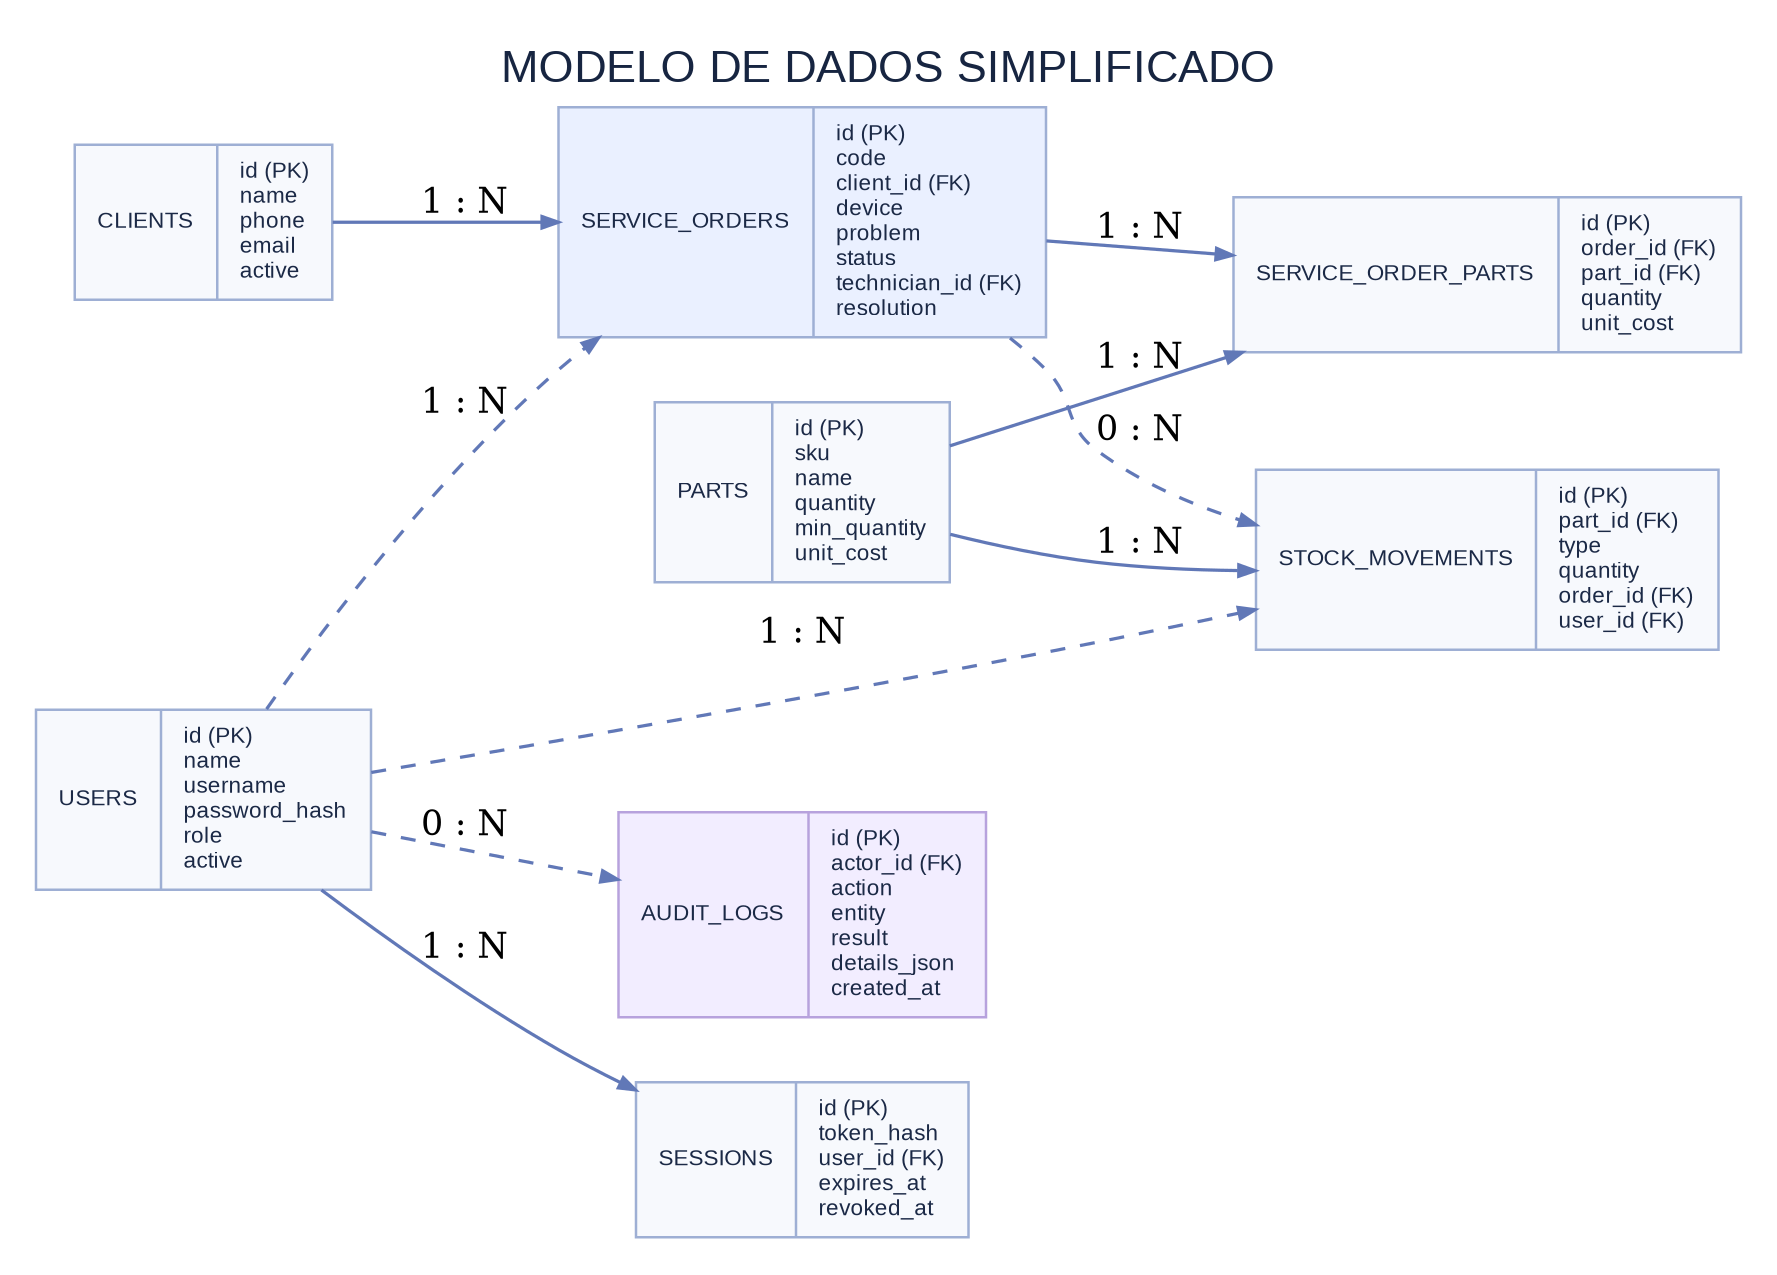 MODELO DE DADOS SIMPLIFICADO
CLIENTS
id (PK)
name
phone
email
active
1 : N
SERVICE_ORDERS
id (PK)
code
client_id (FK)
device
problem
status
technician_id (FK)
resolution
1 : N
SERVICE_ORDER_PARTS
id (PK)
order_id (FK)
part_id (FK)
quantity
unit_cost
1 : N
1 : N
0 : N
PARTS
id (PK)
sku
name
quantity
min_quantity
unit_cost
1 : N
STOCK_MOVEMENTS
id (PK)
part_id (FK)
type
quantity
order_id (FK)
user_id (FK)
1 : N
USERS
id (PK)
name
username
password_hash
role
active
0 : N
AUDIT_LOGS
id (PK)
actor_id (FK)
action
entity
result
details_json
created_at
1 : N
SESSIONS
id (PK)
token_hash
user_id (FK)
expires_at
revoked_at